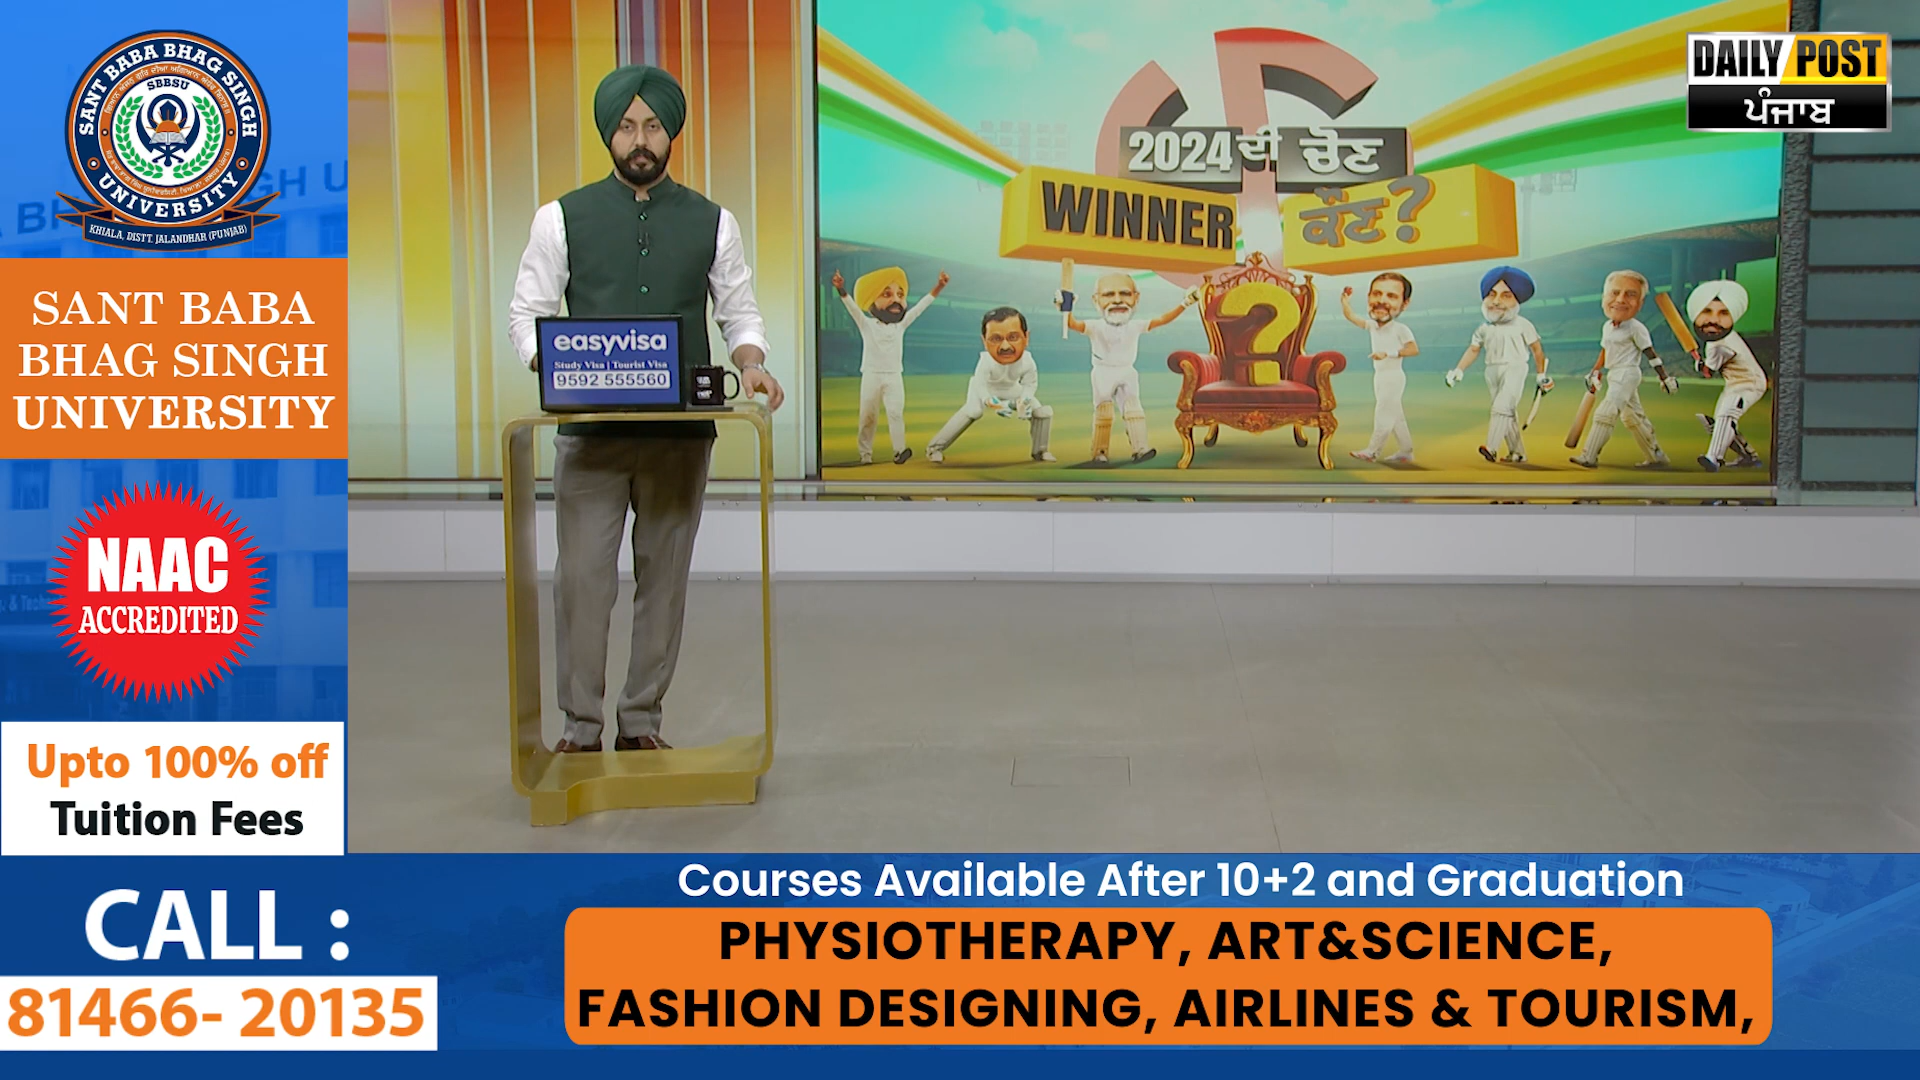 SANT BABA BHAG SINGH
SBBSU
UNIVERSITY
KHIALA, DISTT. JALANDHAR (PUNJAB)
SANT BABA
BHAG SINGH
UNIVERSITY
NAAC
ACCREDITED
Upto 100% off
Tuition Fees
CALL :
81466- 20135
DAILY POST
ਪੰਜਾਬ
2024 ਦੀ ਚੋਣ
WINNER ਕੌਣ?
easyvisa
Study Visa | Tourist Visa
9592 555560
Courses Available After 10+2 and Graduation
PHYSIOTHERAPY, ART&SCIENCE,
FASHION DESIGNING, AIRLINES & TOURISM,